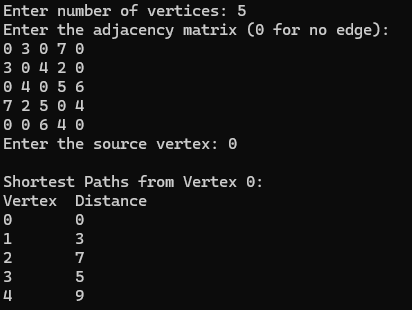 Enter number of vertices: 5
Enter the adjacency matrix (0 for no edge):
0 3 0 7 0
3 0 4 2 0
0 4 0 5 6
7 2 5 0 4
0 0 6 4 0
Enter the source vertex: 0

Shortest Paths from Vertex 0:
Vertex  Distance
0       0
1       3
2       7
3       5
4       9